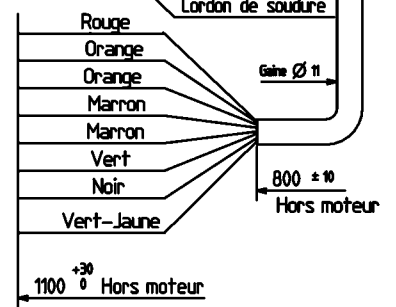 Cordon de soudure
Rouge
Orange
Orange
Marron
Marron
Vert
Noir
Vert-Jaune
Gaine Ø 11
800 ±10
Hors moteur
1100 +30 0 Hors moteur